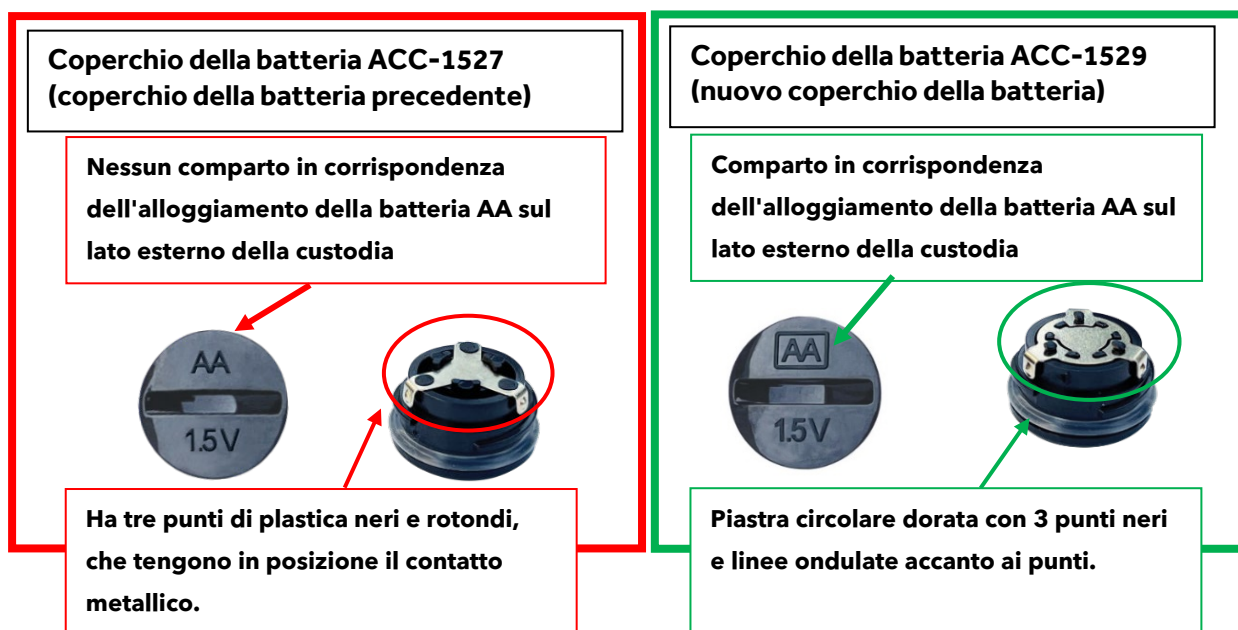 Coperchio della batteria ACC-1527
(coperchio della batteria precedente)
Nessun comparto in corrispondenza
dell'alloggiamento della batteria AA sul
lato esterno della custodia
AA
1.5V
Ha tre punti di plastica neri e rotondi,
che tengono in posizione il contatto
metallico.
Coperchio della batteria ACC-1529
(nuovo coperchio della batteria)
Comparto in corrispondenza
dell'alloggiamento della batteria AA sul
lato esterno della custodia
AA
1.5V
Piastra circolare dorata con 3 punti neri
e linee ondulate accanto ai punti.